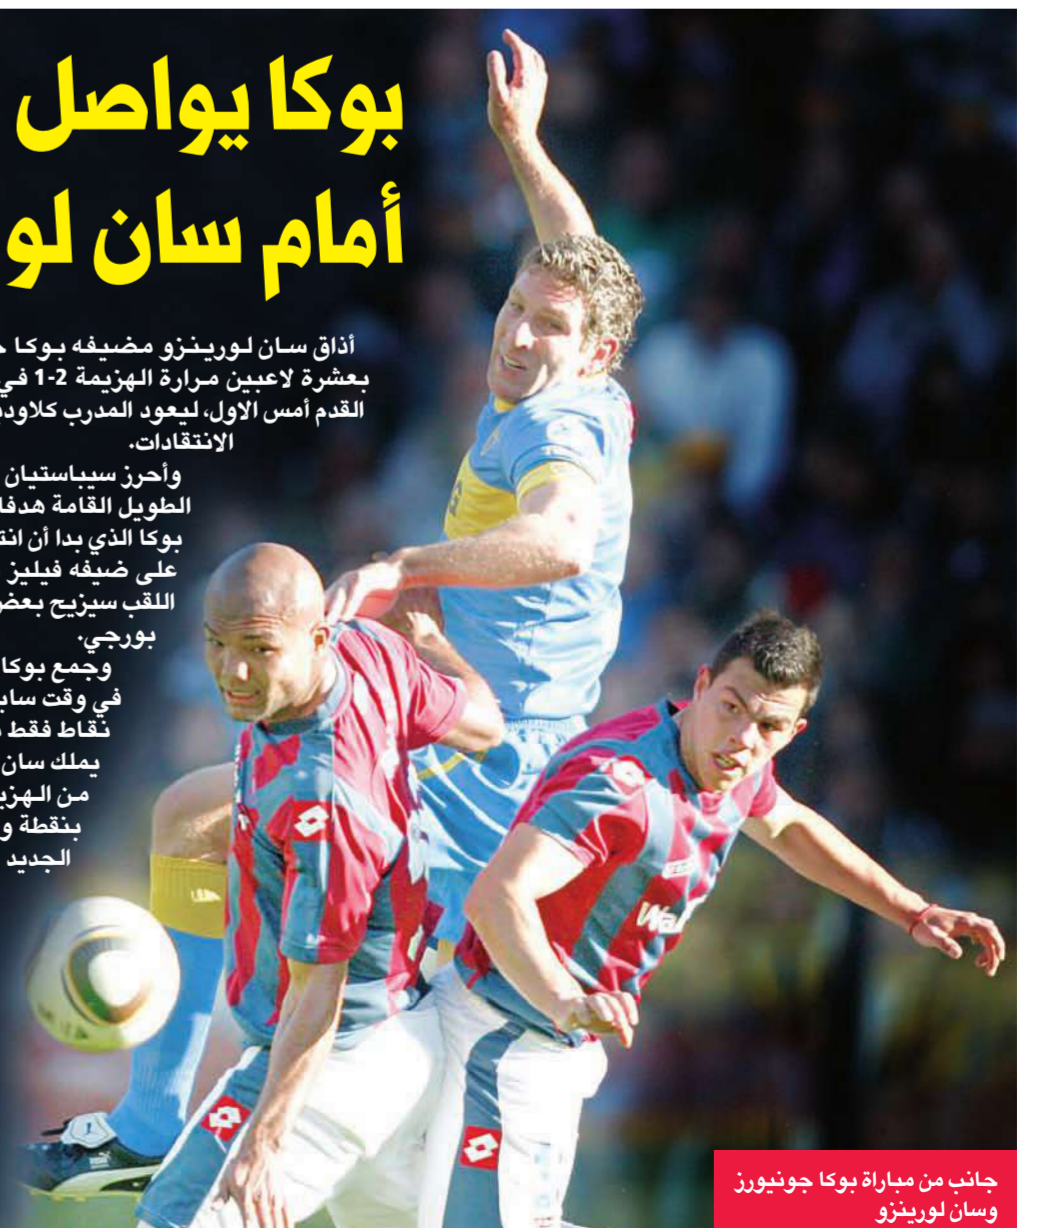 بوكا يواصل
أمام سان لو
أذاق سان لورينزو مضيفه بوكا
بعشرة لاعبين مرارة الهزيمة 2-1 في
القدم أمس الاول، ليعود المدرب كلاود
الانتقادات.
وأحرز سيباستيان
الطويل القامة هدفا
بوكا الذي بدا أن انت
على ضيفه فيليز
اللقب سيزيح بعض
بورجي.
وجمع بوكا
في وقت ساب
نقاط فقط
يملك سان
من الهز
بنقطة و
الجديد
جانب من مباراة بوكا جونيورز
وسان لورينزو